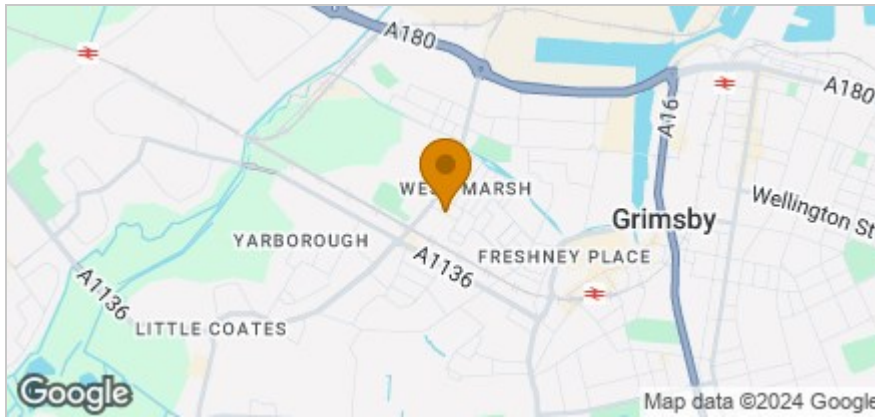 A180
A180
A16
WEST MARSH
Wellington St
Grimsby
YARBOROUGH
FRESHNEY PLACE
A1136
A1136
LITTLE COATES
Google
Map data ©2024 Google